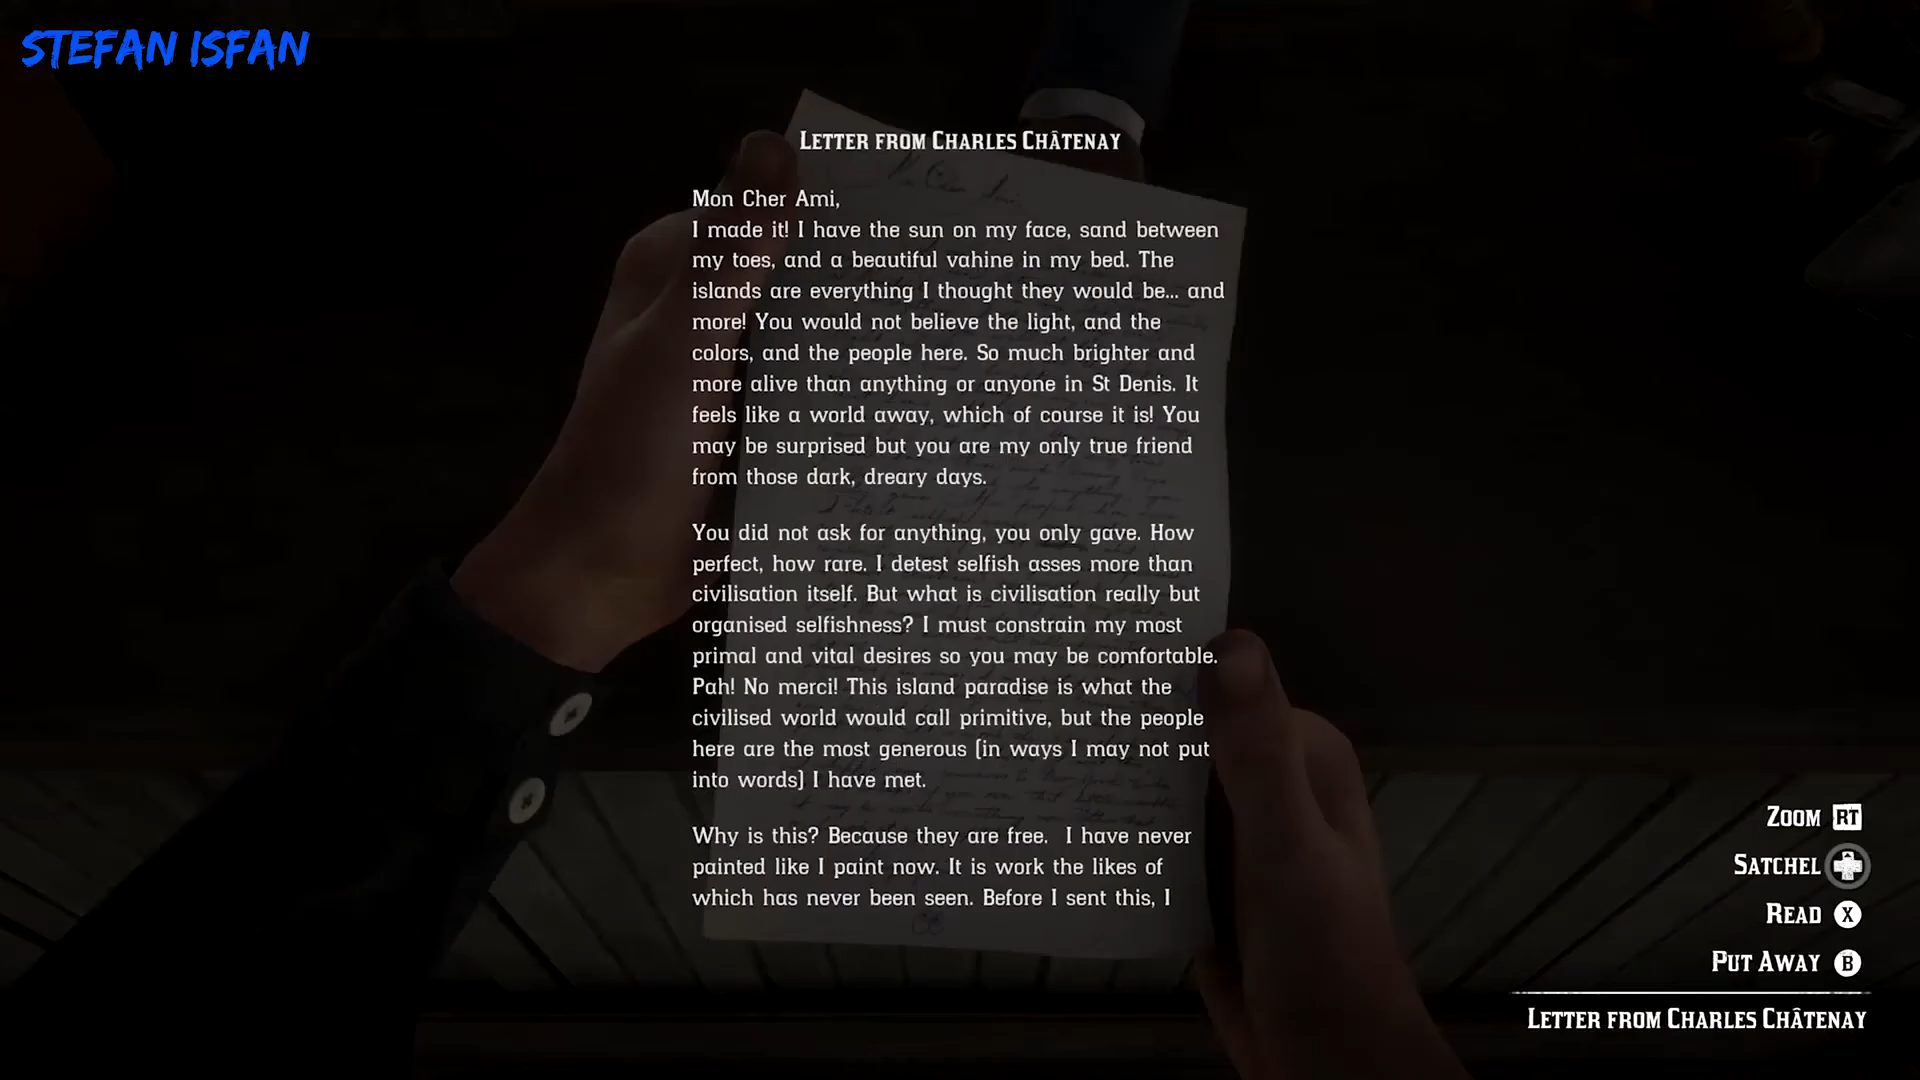 STEFAN ISFAN
LETTER FROM CHARLES CHÂTENAY
Mon Cher Ami,
I made it! I have the sun on my face, sand between
my toes, and a beautiful vahine in my bed. The
islands are everything I thought they would be... and
more! You would not believe the light, and the
colors, and the people here. So much brighter and
more alive than anything or anyone in St Denis. It
feels like a world away, which of course it is! You
may be surprised but you are my only true friend
from those dark, dreary days.
You did not ask for anything, you only gave. How
perfect, how rare. I detest selfish asses more than
civilisation itself. But what is civilisation really but
organised selfishness? I must constrain my most
primal and vital desires so you may be comfortable.
Pah! No merci! This island paradise is what the
civilised world would call primitive, but the people
here are the most generous (in ways I may not put
into words) I have met.
Why is this? Because they are free.  I have never
painted like I paint now. It is work the likes of
which has never been seen. Before I sent this, I
ZOOM RT
SATCHEL
READ X
PUT AWAY B
LETTER FROM CHARLES CHÂTENAY